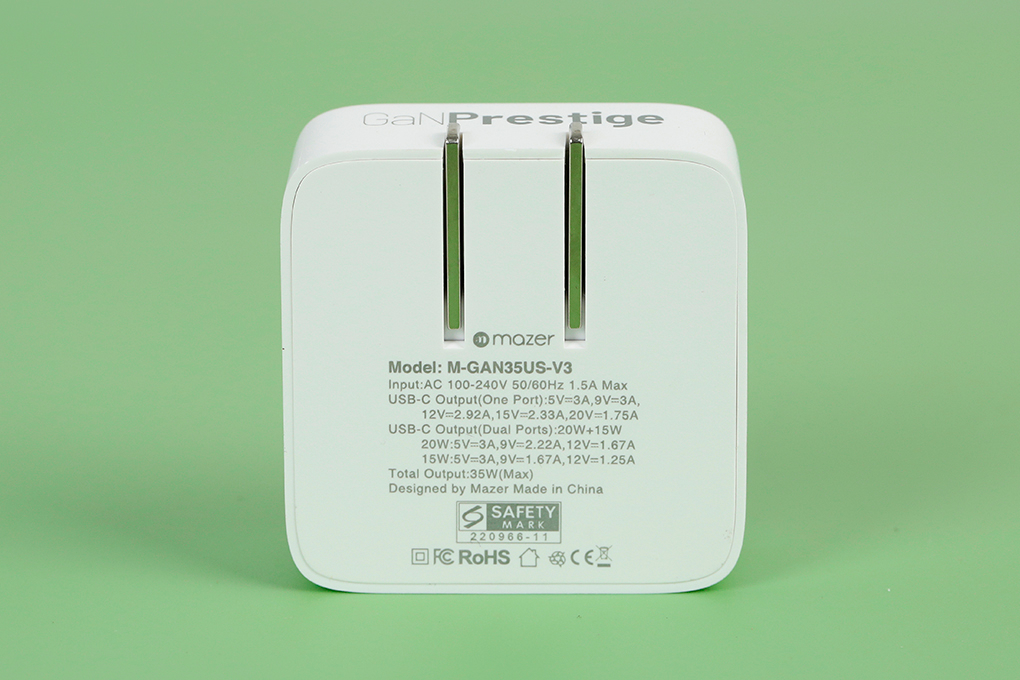 GaNPrestige
mazer
Model: M-GAN35US-V3
Input:AC 100-240V 50/60Hz 1.5A Max
USB-C Output(One Port):5V⎓3A,9V⎓3A,
12V⎓2.92A,15V⎓2.33A,20V⎓1.75A
USB-C Output(Dual Ports):20W+15W
20W:5V⎓3A,9V⎓2.22A,12V⎓1.67A
15W:5V⎓3A,9V⎓1.67A,12V⎓1.25A
Total Output:35W(Max)
Designed by Mazer Made in China
SAFETY
MARK
220966-11
FC RoHS CE